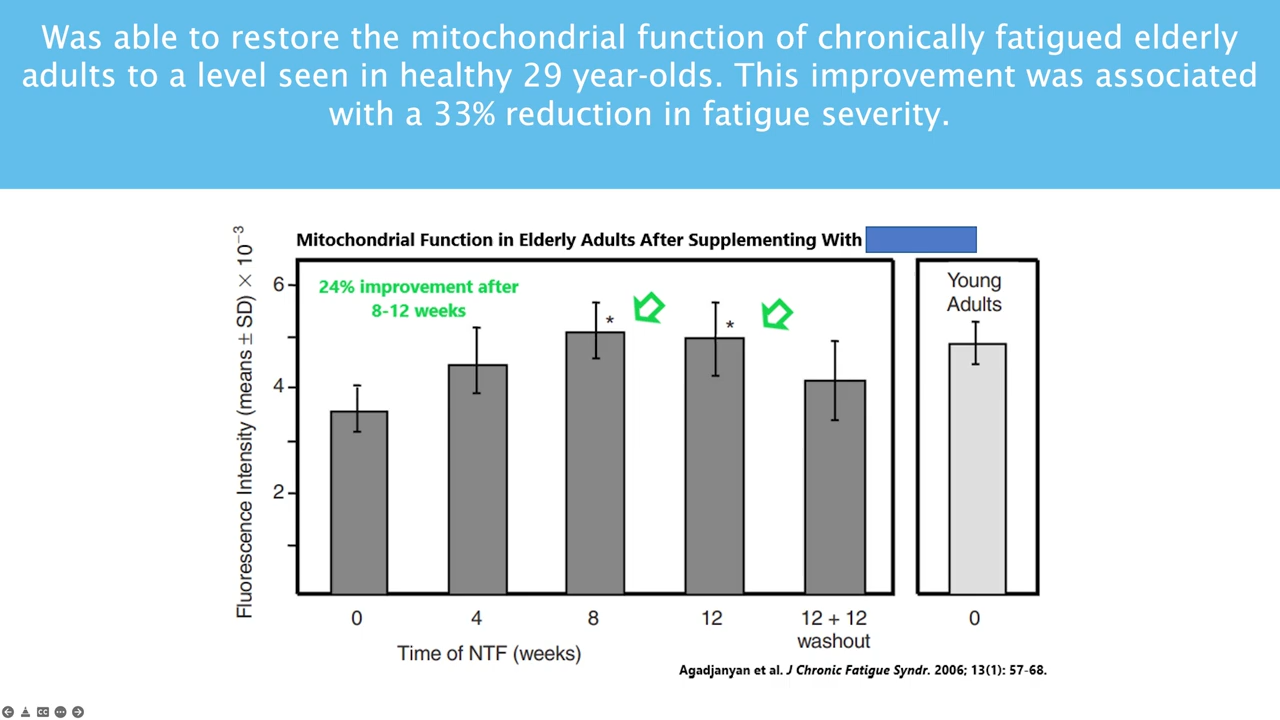 Was able to restore the mitochondrial function of chronically fatigued elderly
adults to a level seen in healthy 29 year-olds. This improvement was associated
with a 33% reduction in fatigue severity.
Mitochondrial Function in Elderly Adults After Supplementing With
Fluorescence Intensity (means ± SD) × 10⁻³
6
4
2
24% improvement after
8-12 weeks
*
*
Young
Adults
0
4
8
12
12 + 12
washout
0
Time of NTF (weeks)
Agadjanyan et al. J Chronic Fatigue Syndr. 2006; 13(1): 57-68.
CC